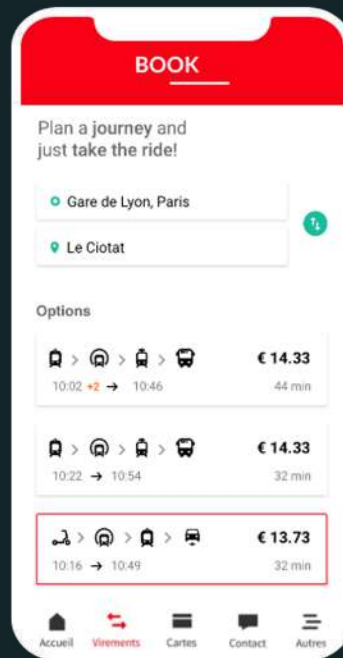 BOOK
Plan a journey and
just take the ride!
Gare de Lyon, Paris
Le Ciotat
Options
€ 14.33
10:02 +2 → 10:46 44 min
€ 14.33
10:22 → 10:54 32 min
€ 13.73
10:16 → 10:49 32 min
Accueil Virements Cartes Contact Autres